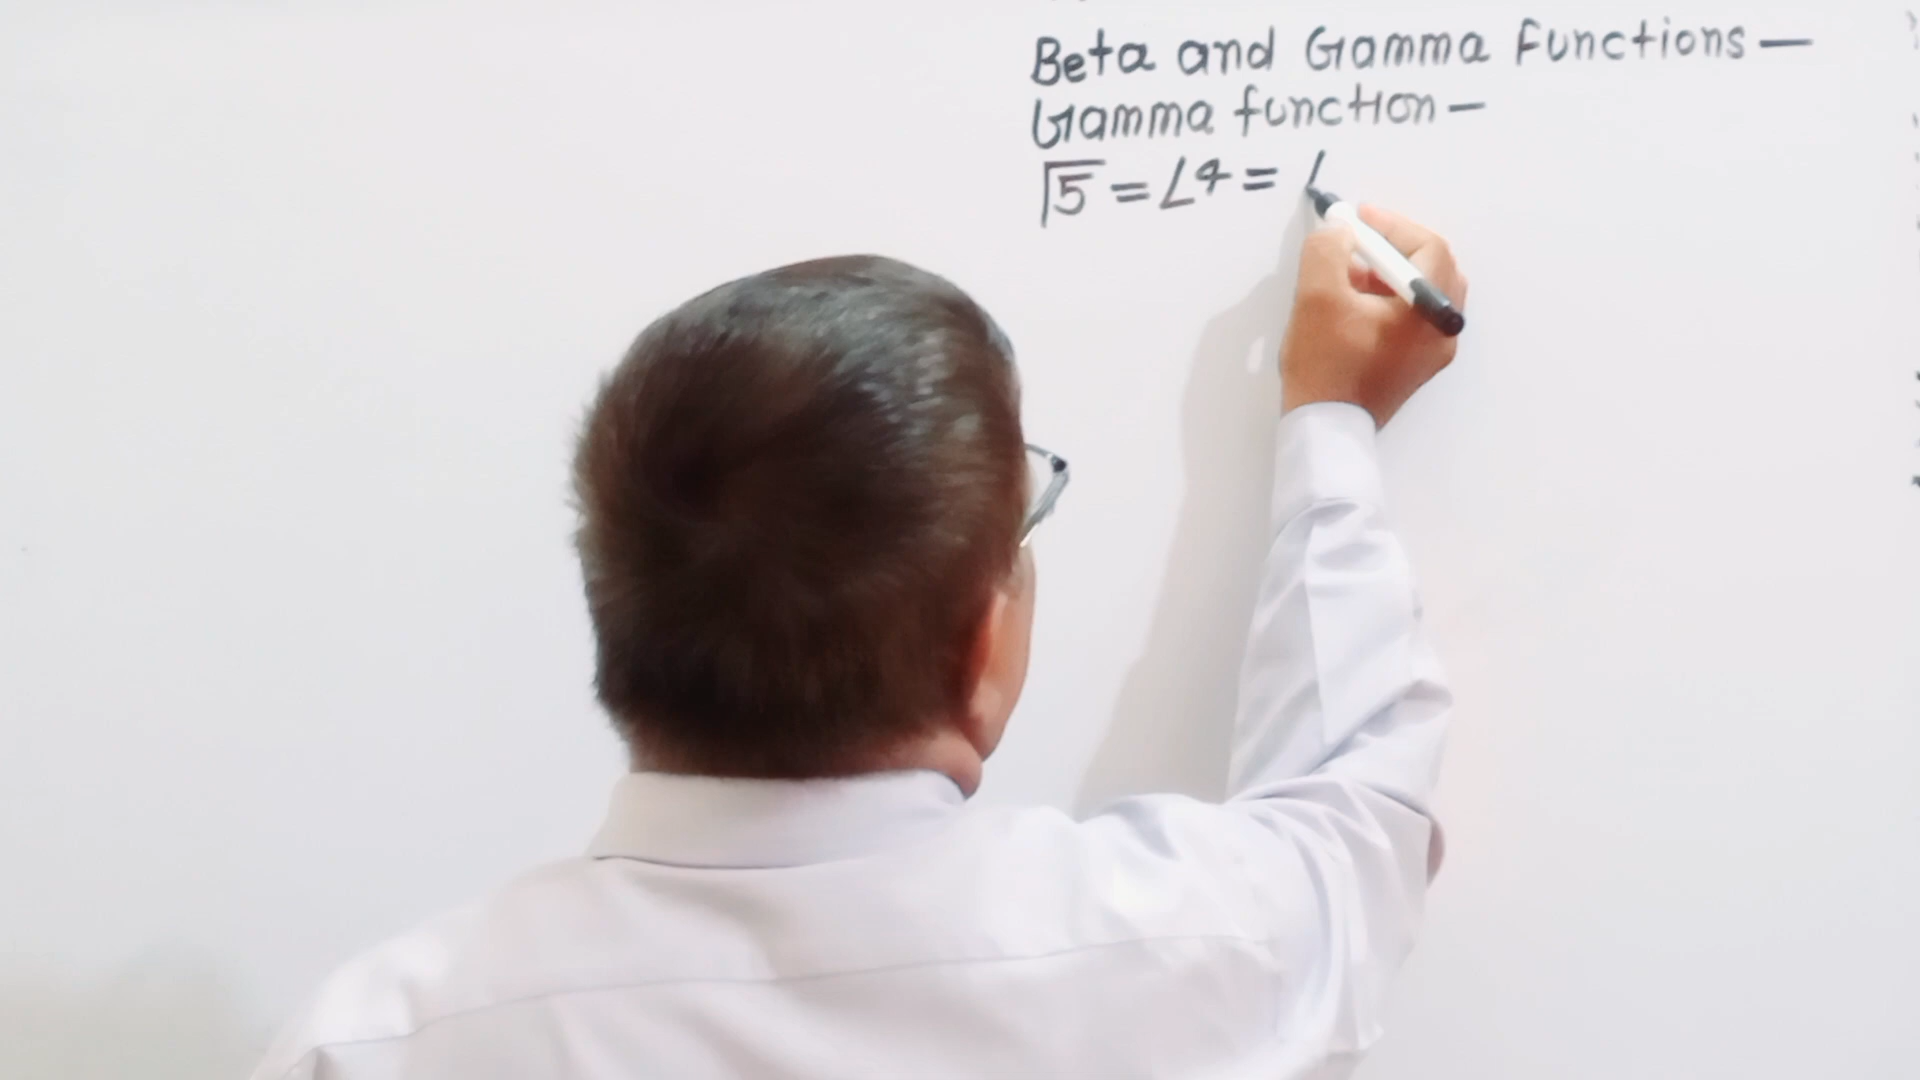 Beta and Gamma Functions —
Gamma function —
Γ5 = ∠4 =